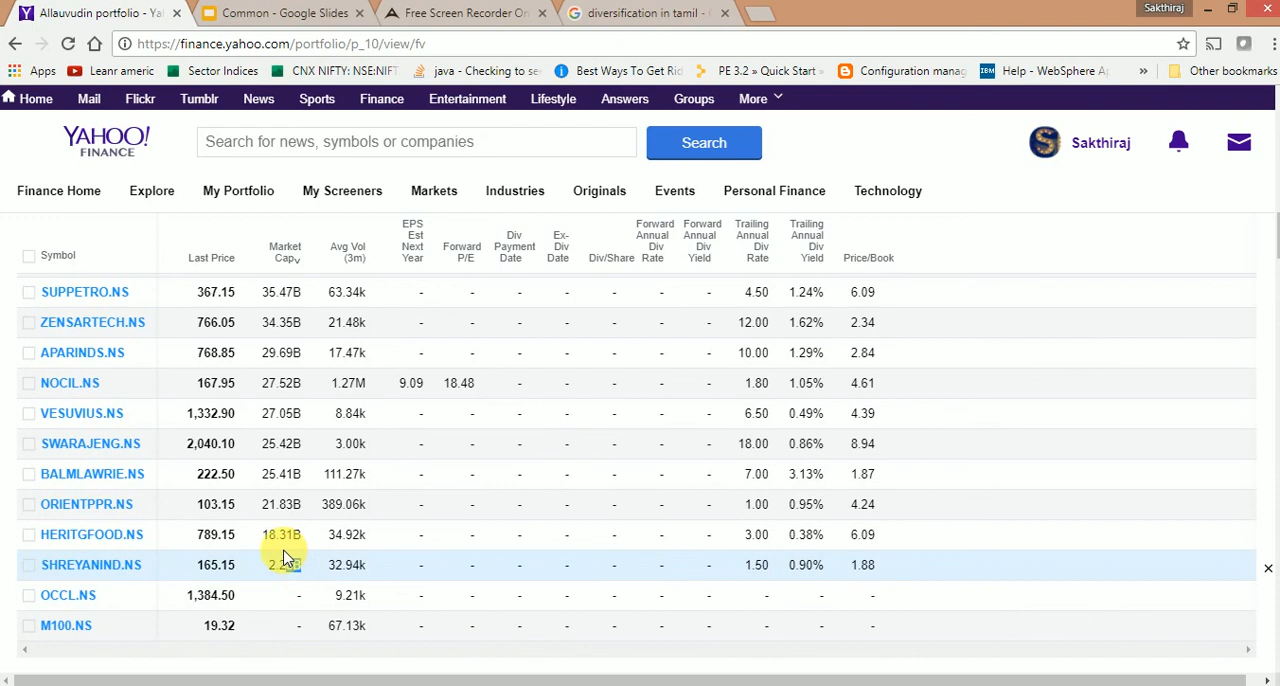 Allauvudin portfolio - Ya
Common - Google Slides
Free Screen Recorder On
diversification in tamil -
Sakthiraj
https://finance.yahoo.com/portfolio/p_10/view/fv
Apps
Leanr americ
Sector Indices
CNX NIFTY: NSE:NIFT
java - Checking to se
Best Ways To Get Rid
PE 3.2 » Quick Start
Configuration manag
IBM
Help - WebSphere Ap
»
Other bookmarks
Home Mail Flickr Tumblr News Sports Finance Entertainment Lifestyle Answers Groups More
YAHOO!
FINANCE
Search for news, symbols or companies
Search
S
Sakthiraj
Finance Home Explore My Portfolio My Screeners Markets Industries Originals Events Personal Finance Technology
Symbol
Last Price
Market
Cap
Avg Vol
(3m)
EPS
Est
Next
Year
Forward
P/E
Div
Payment
Date
Ex-
Div
Date
Div/Share
Forward
Annual
Div
Rate
Forward
Annual
Div
Yield
Trailing
Annual
Div
Rate
Trailing
Annual
Div
Yield
Price/Book
SUPPETRO.NS 367.15 35.47B 63.34k - - - - - - - 4.50 1.24% 6.09
ZENSARTECH.NS 766.05 34.35B 21.48k - - - - - - - 12.00 1.62% 2.34
APARINDS.NS 768.85 29.69B 17.47k - - - - - - - 10.00 1.29% 2.84
NOCIL.NS 167.95 27.52B 1.27M 9.09 18.48 - - - - - 1.80 1.05% 4.61
VESUVIUS.NS 1,332.90 27.05B 8.84k - - - - - - - 6.50 0.49% 4.39
SWARAJENG.NS 2,040.10 25.42B 3.00k - - - - - - - 18.00 0.86% 8.94
BALMLAWRIE.NS 222.50 25.41B 111.27k - - - - - - - 7.00 3.13% 1.87
ORIENTPPR.NS 103.15 21.83B 389.06k - - - - - - - 1.00 0.95% 4.24
HERITGFOOD.NS 789.15 18.31B 34.92k - - - - - - - 3.00 0.38% 6.09
SHREYANIND.NS 165.15 32.94k - - - - - - - 1.50 0.90% 1.88
OCCL.NS 1,384.50 - 9.21k - - - - - - - - - -
M100.NS 19.32 - 67.13k - - - - - - - - - -